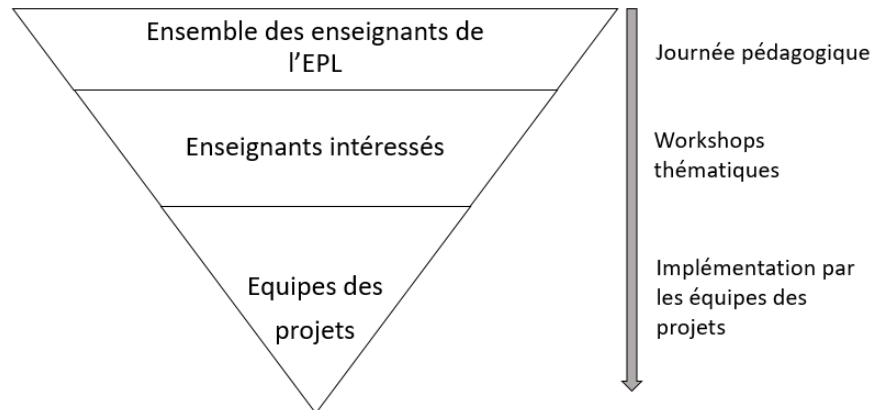 Ensemble des enseignants de
l'EPL
Journée pédagogique
Enseignants intéressés
Workshops
thématiques
Equipes des
projets
Implémentation par
les équipes des
projets